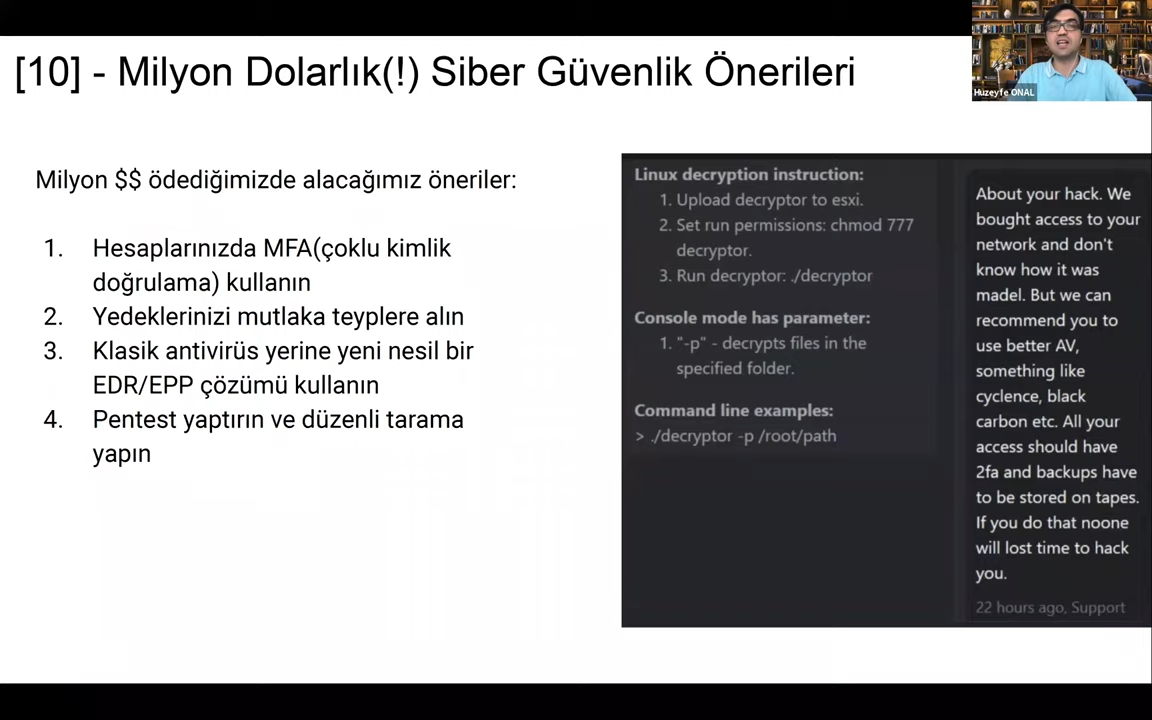 [10] - Milyon Dolarlık(!) Siber Güvenlik Önerileri
Huzeyfe ONAL
Milyon $$ ödediğimizde alacağımız öneriler:
1. Hesaplarınızda MFA(çoklu kimlik
doğrulama) kullanın
2. Yedeklerinizi mutlaka teyplere alın
3. Klasik antivirüs yerine yeni nesil bir
EDR/EPP çözümü kullanın
4. Pentest yaptırın ve düzenli tarama
yapın
Linux decryption instruction:
1. Upload decryptor to esxi.
2. Set run permissions: chmod 777
decryptor.
3. Run decryptor: ./decryptor
Console mode has parameter:
1. "-p" - decrypts files in the
specified folder.
Command line examples:
> ./decryptor -p /root/path
About your hack. We
bought access to your
network and don't
know how it was
madel. But we can
recommend you to
use better AV,
something like
cyclence, black
carbon etc. All your
access should have
2fa and backups have
to be stored on tapes.
If you do that noone
will lost time to hack
you.
22 hours ago, Support